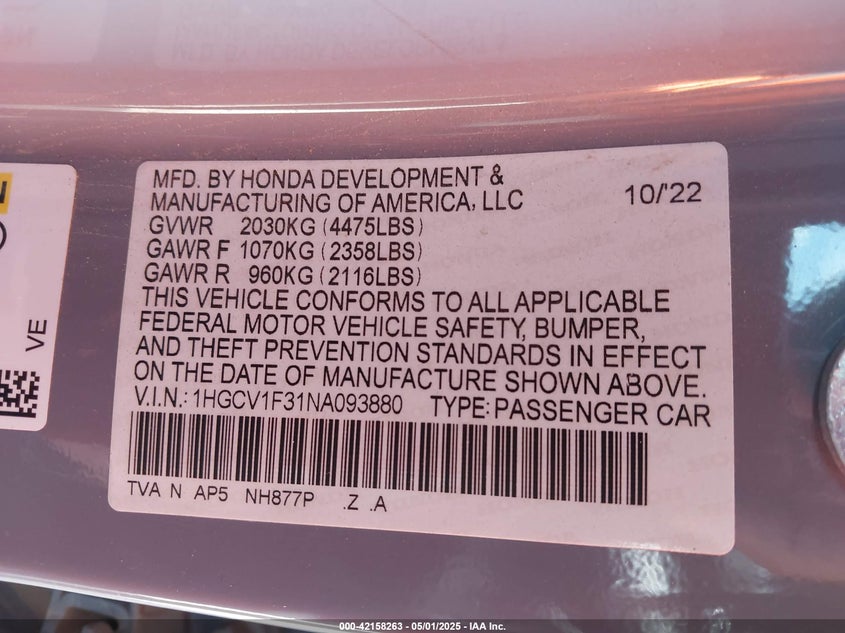 MFD. BY HONDA DEVELOPMENT &
MANUFACTURING OF AMERICA, LLC 10/'22
GVWR 2030KG (4475LBS)
GAWR F 1070KG (2358LBS)
GAWR R 960KG (2116LBS)
THIS VEHICLE CONFORMS TO ALL APPLICABLE
FEDERAL MOTOR VEHICLE SAFETY, BUMPER,
AND THEFT PREVENTION STANDARDS IN EFFECT
ON THE DATE OF MANUFACTURE SHOWN ABOVE.
V.I.N.:1HGCV1F31NA093880 TYPE:PASSENGER CAR
TVA N AP5 NH877P .Z .A
VE
000-42158263 - 05/01/2025 - IAA Inc.